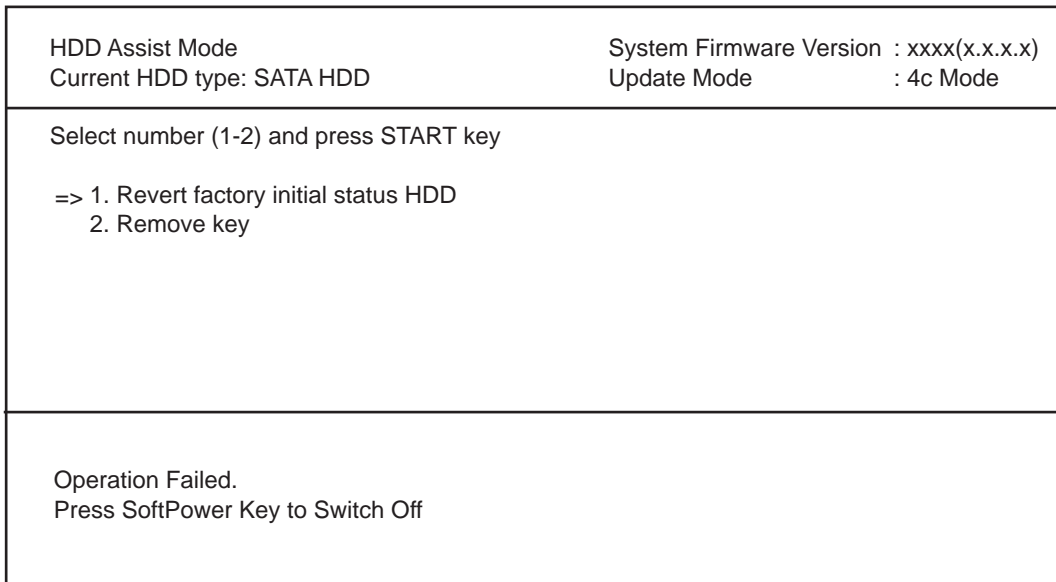 HDD Assist Mode
System Firmware Version : xxxx(x.x.x.x)
Current HDD type: SATA HDD
Update Mode : 4c Mode
Select number (1-2) and press START key
=> 1. Revert factory initial status HDD
2. Remove key
Operation Failed.
Press SoftPower Key to Switch Off